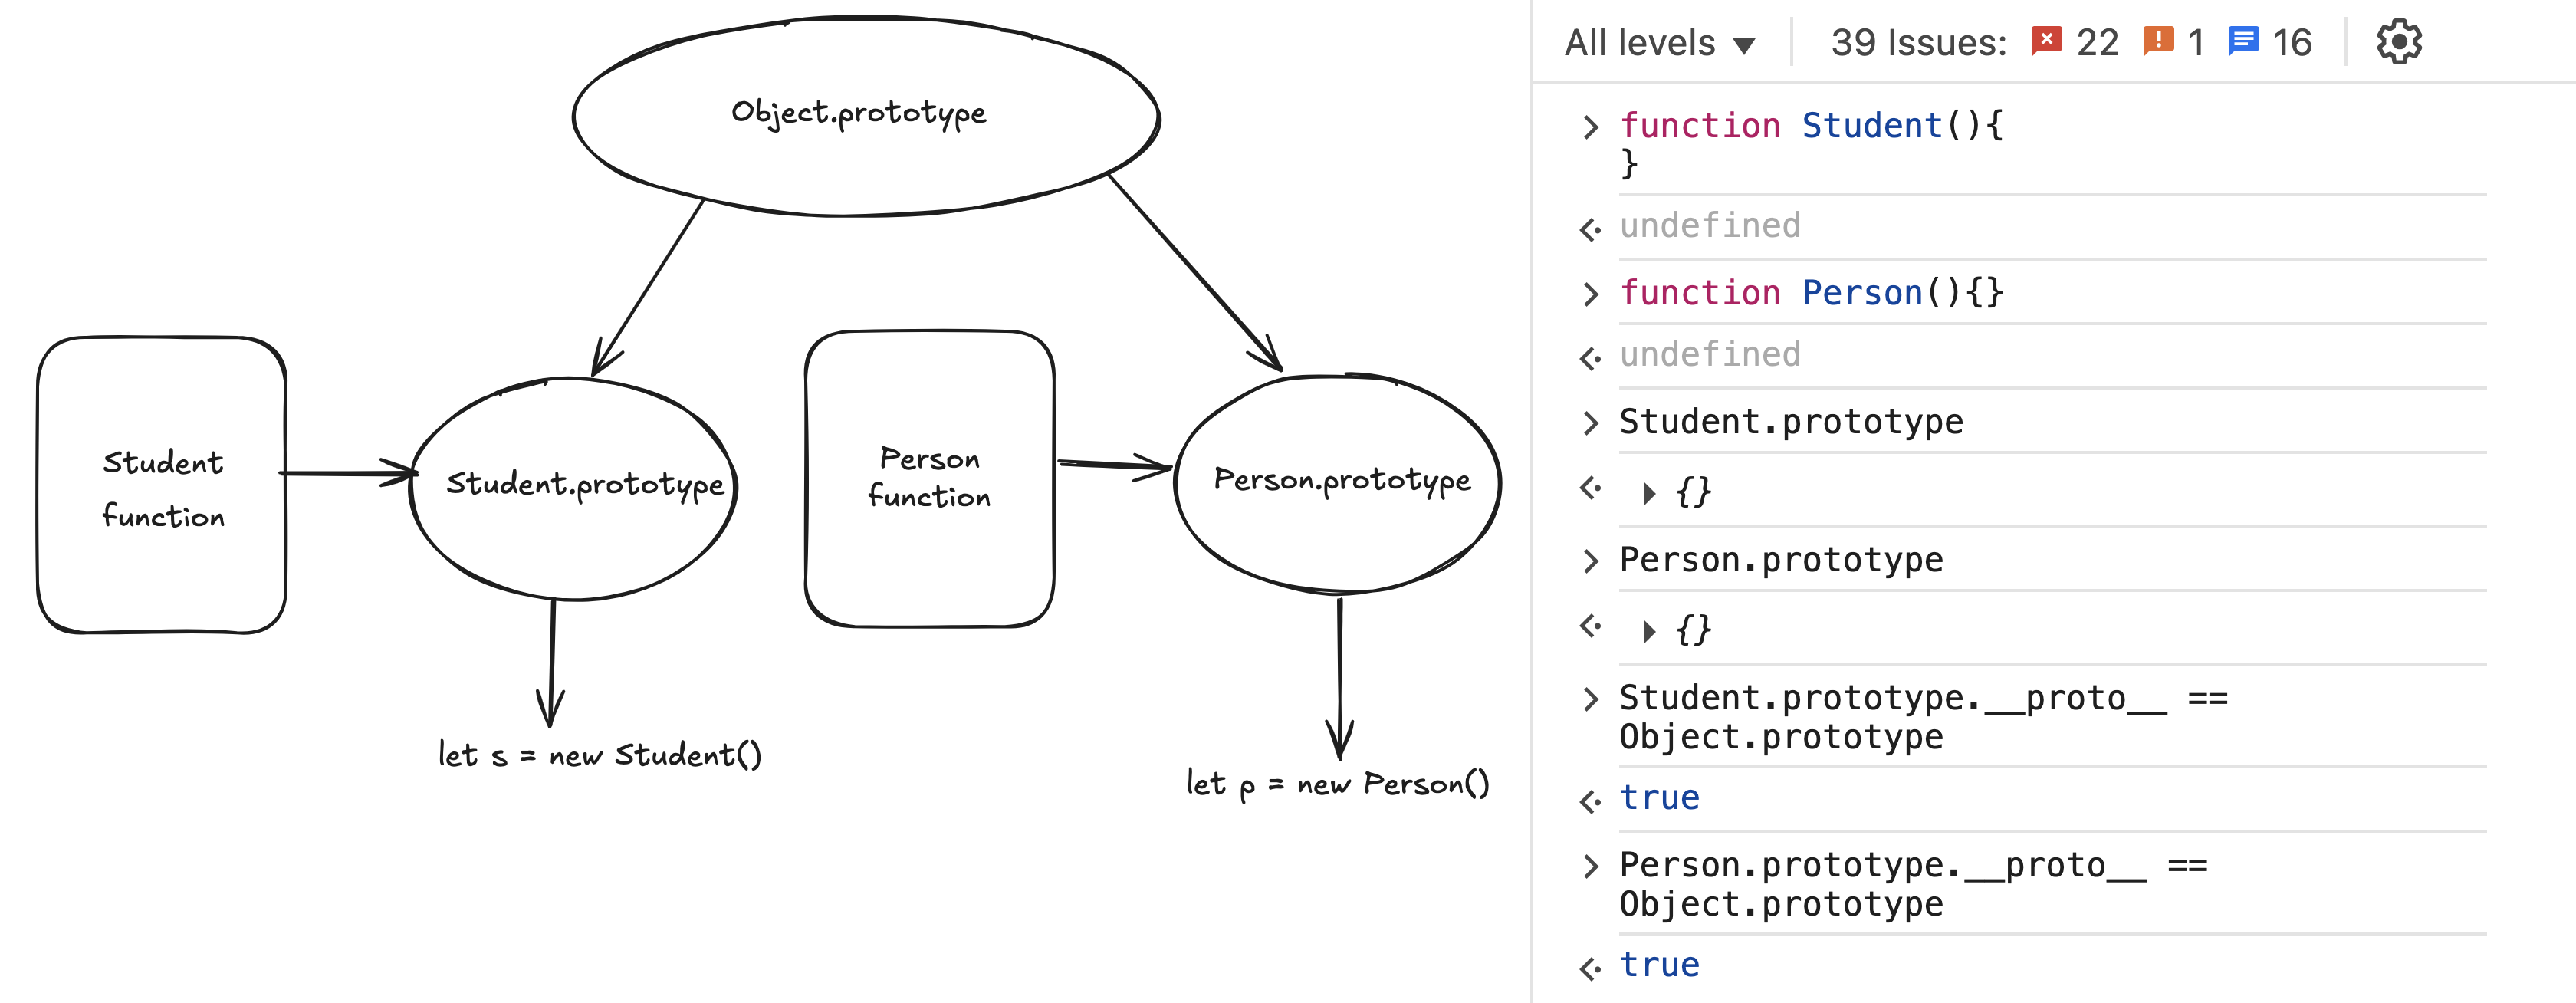 Object.prototype
Student
function
Student.prototype
Person
function
Person.prototype
let s = new Student()
let p = new Person()
All levels ▼ 39 Issues: 22 1 16
> function Student(){
}
undefined
> function Person(){}
undefined
> Student.prototype
▶ {}
> Person.prototype
▶ {}
> Student.prototype.__proto__ ==
Object.prototype
true
> Person.prototype.__proto__ ==
Object.prototype
true